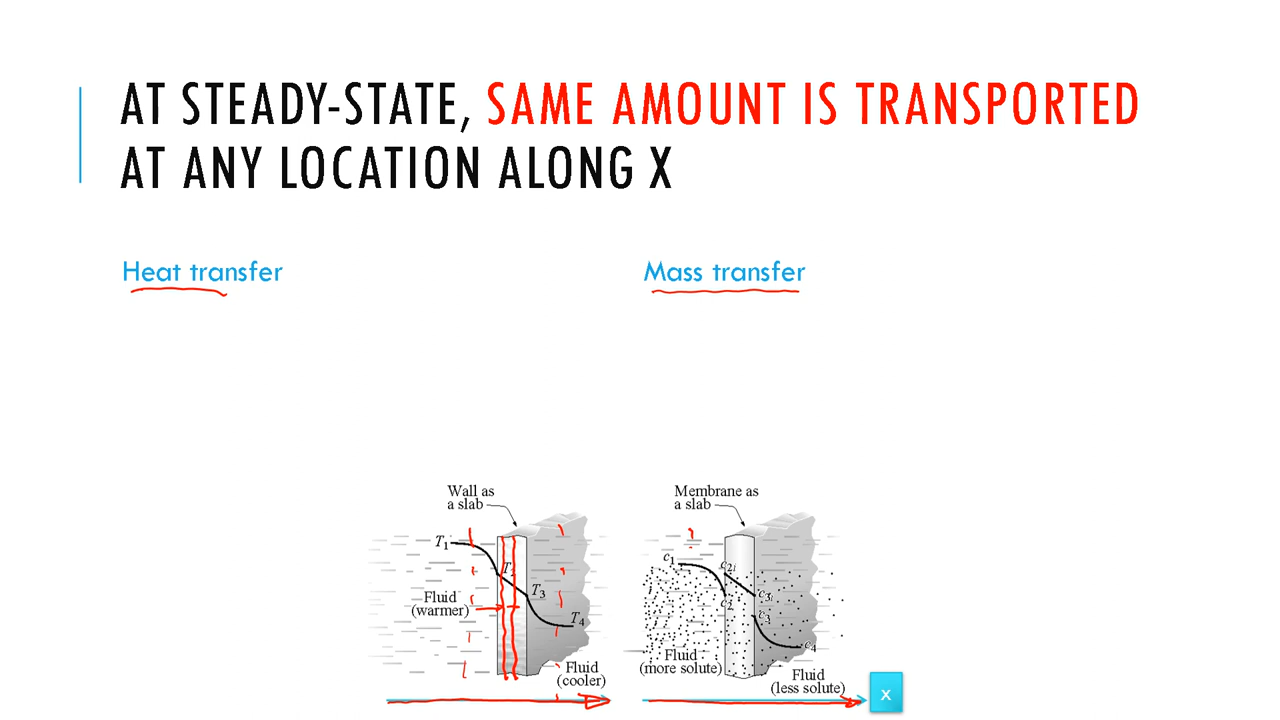 AT STEADY-STATE, SAME AMOUNT IS TRANSPORTED
AT ANY LOCATION ALONG X
Heat transfer
Mass transfer
Wall as
a slab
T1
T2
T3
T4
Fluid
(warmer)
Fluid
(cooler)
Membrane as
a slab
c1
c2i
c2
c3i
c3
c4
Fluid
(more solute)
Fluid
(less solute)
x